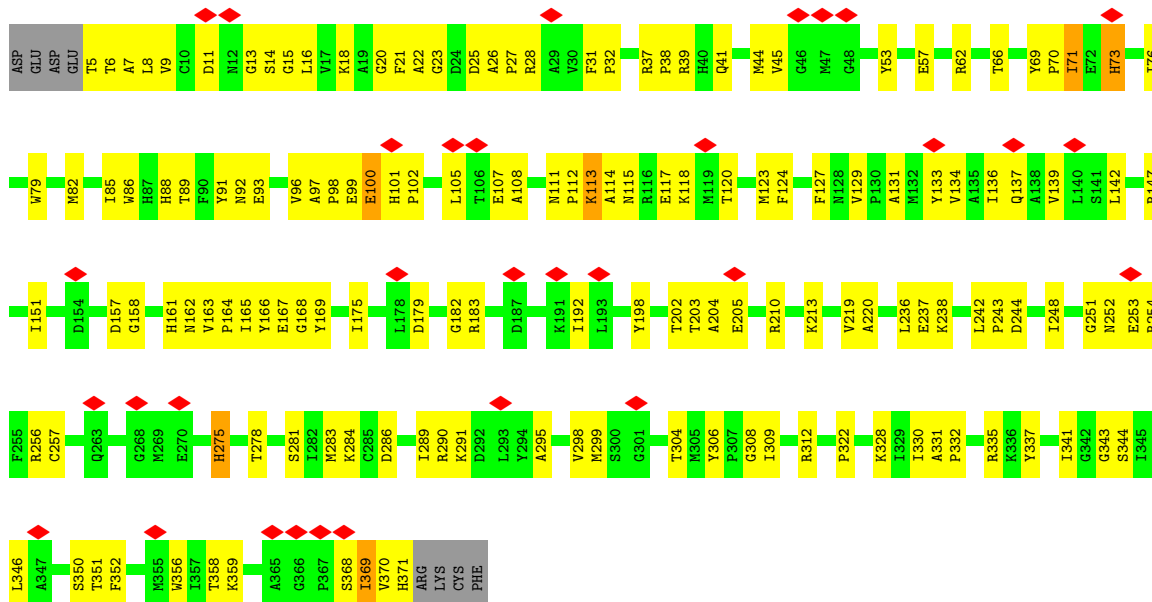 ASP GLU ASP GLU T5 T6 A7 L8 V9 C10 D11 N12 G13 S14 G15 L16 V17 K18 A19 G20 F21 A22 G23 D24 D25 A26 P27 R28 A29 V30 F31 P32 R37 P38 R39 H40 Q41 M44 V45 G46 M47 G48 Y53 E57 R62 T66 Y69 P70 I71 E72 H73 I76
W79 M82 I85 W86 H87 H88 T89 F90 Y91 N92 E93 V96 A97 P98 E99 E100 H101 P102 L105 T106 E107 A108 N111 P112 K113 A114 N115 R116 E117 K118 M119 T120 M123 F124 F127 N128 V129 P130 A131 M132 Y133 V134 A135 I136 Q137 A138 V139 L140 S141 L142 R147
I151 D154 D157 G158 H161 N162 V163 P164 I165 Y166 E167 G168 Y169 I175 L178 D179 G182 R183 D187 K191 I192 L193 Y198 T202 T203 A204 E205 R210 K213 V219 A220 L236 E237 K238 L242 P243 D244 I248 G251 N252 E253 R254
F255 R256 C257 Q263 G268 M269 E270 H275 T278 S281 I282 M283 K284 C285 D286 I289 R290 K291 D292 L293 Y294 A295 V298 M299 S300 G301 T304 M305 Y306 P307 G308 I309 R312 P322 K328 I329 I330 A331 P332 R335 K336 Y337 I341 G342 G343 S344 I345
L346 A347 S350 T351 F352 M355 W356 I357 T358 K359 A365 G366 P367 S368 I369 V370 H371 ARG LYS CYS PHE